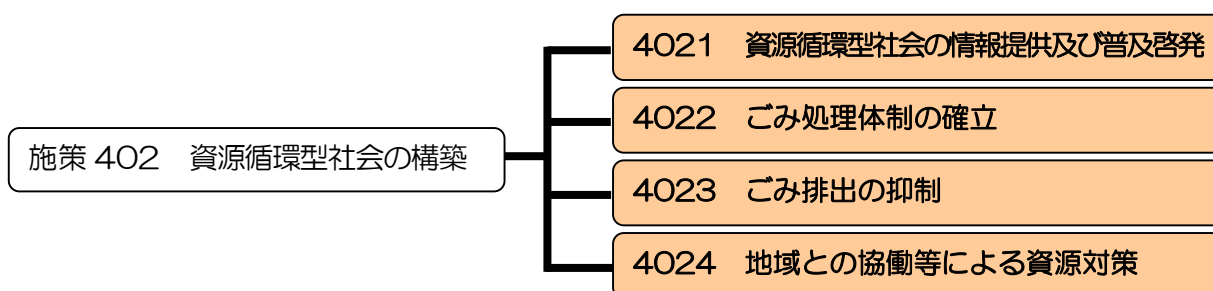 施策 402　資源循環型社会の構築
4021　資源循環型社会の情報提供及び普及啓発
4022　ごみ処理体制の確立
4023　ごみ排出の抑制
4024　地域との協働等による資源対策